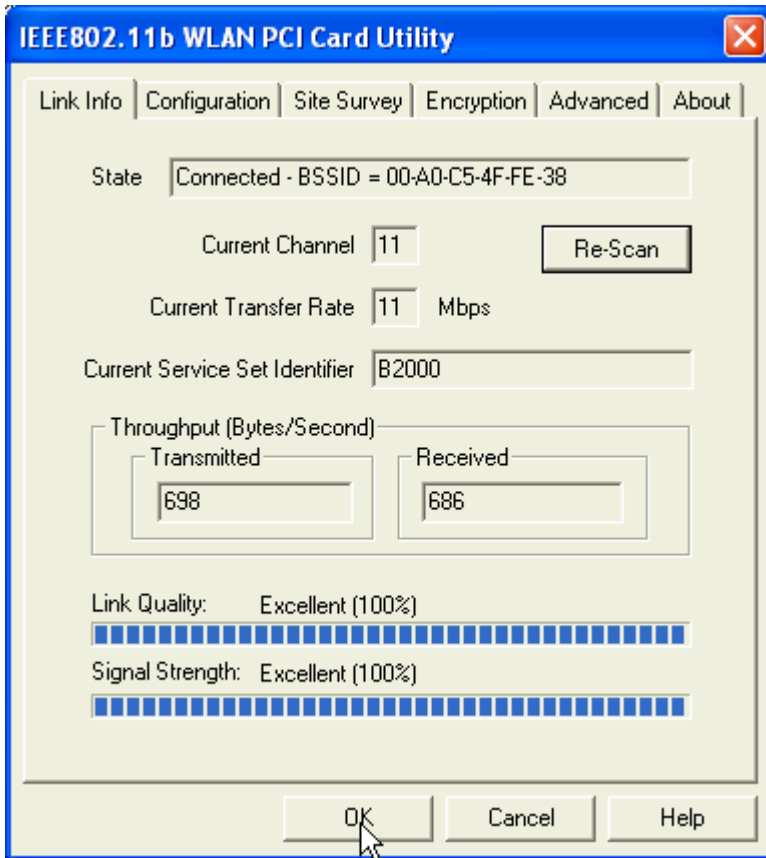 IEEE802.11b WLAN PCI Card Utility
Link Info Configuration Site Survey Encryption Advanced About
State Connected - BSSID = 00-A0-C5-4F-FE-38
Current Channel 11 Re-Scan
Current Transfer Rate 11 Mbps
Current Service Set Identifier B2000
Throughput (Bytes/Second)
Transmitted Received
698 686
Link Quality: Excellent (100%)
Signal Strength: Excellent (100%)
OK Cancel Help